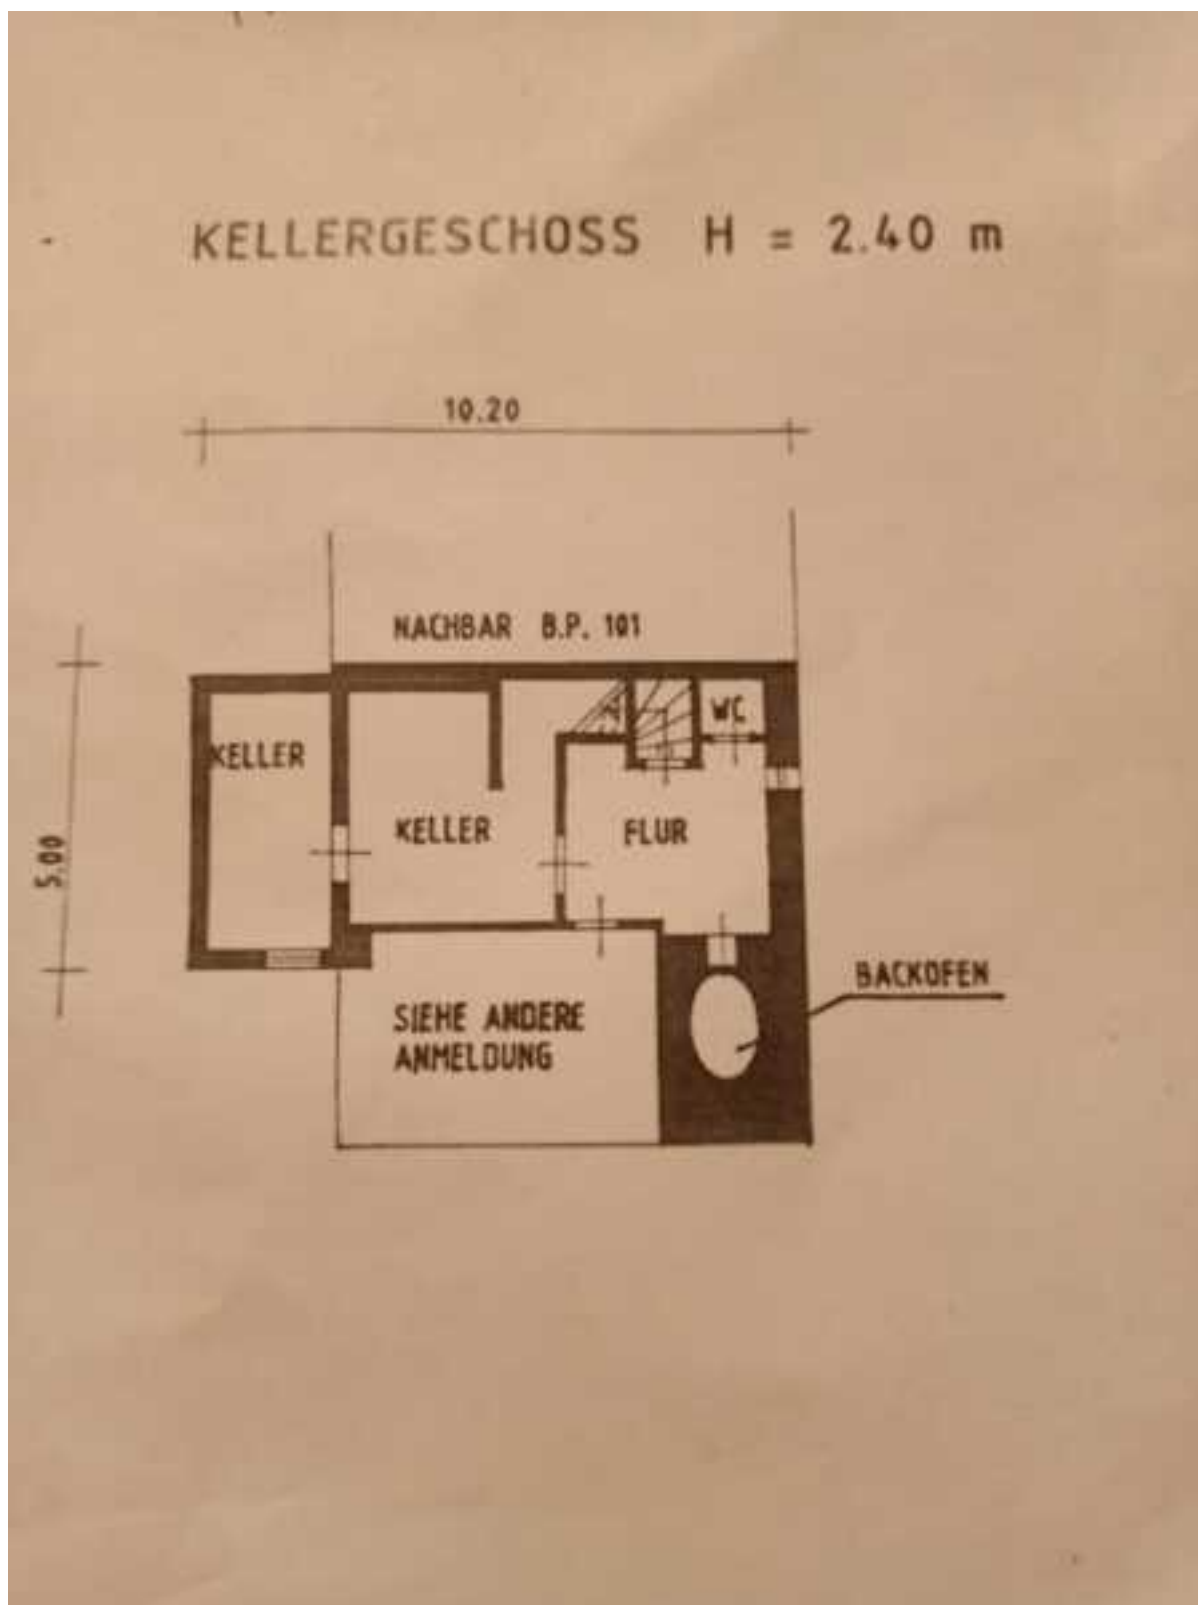 KELLERGESCHOSS H = 2.40 m
10.20
NACHBAR B.P. 101
KELLER
WC
KELLER
FLUR
5.00
BACKOFEN
SIEHE ANDERE
ANMELDUNG